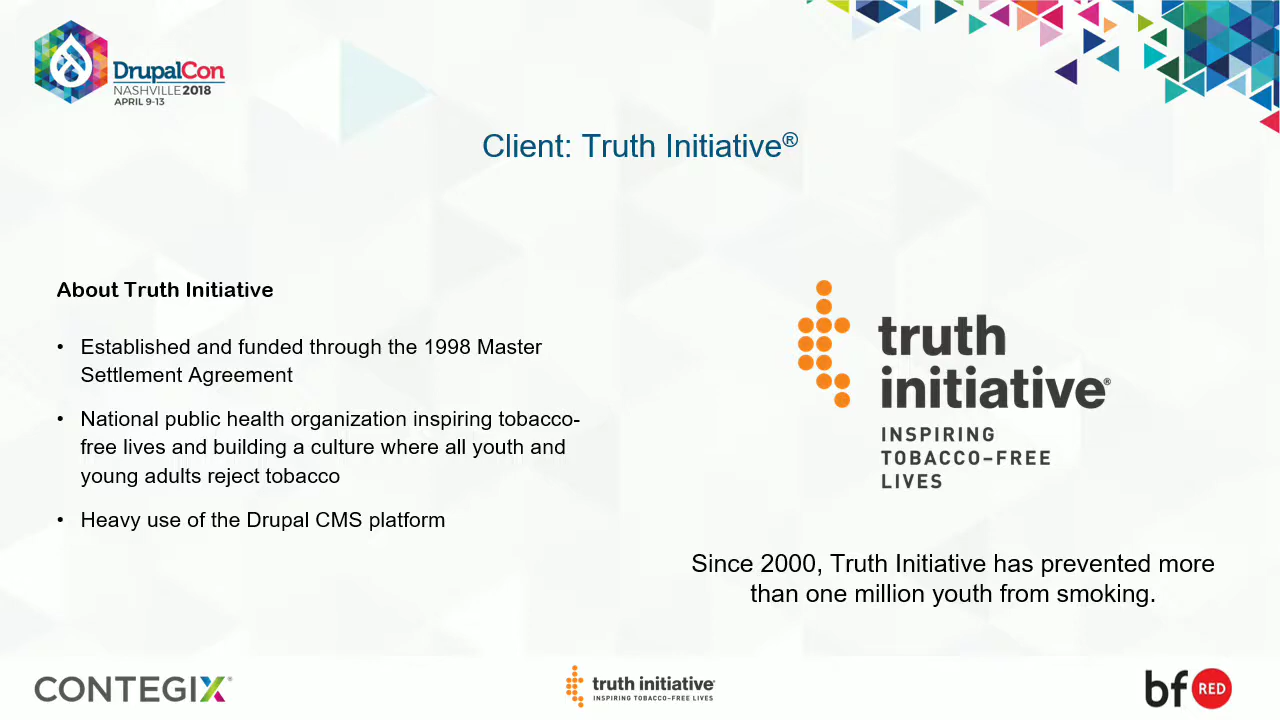 DrupalCon
NASHVILLE 2018
APRIL 9-13
Client: Truth Initiative®
About Truth Initiative
• Established and funded through the 1998 Master
Settlement Agreement
• National public health organization inspiring tobacco-
free lives and building a culture where all youth and
young adults reject tobacco
• Heavy use of the Drupal CMS platform
truth
initiative®
INSPIRING
TOBACCO–FREE
LIVES
Since 2000, Truth Initiative has prevented more
than one million youth from smoking.
CONTEGIX®
truth initiative®
INSPIRING TOBACCO–FREE LIVES
bf RED